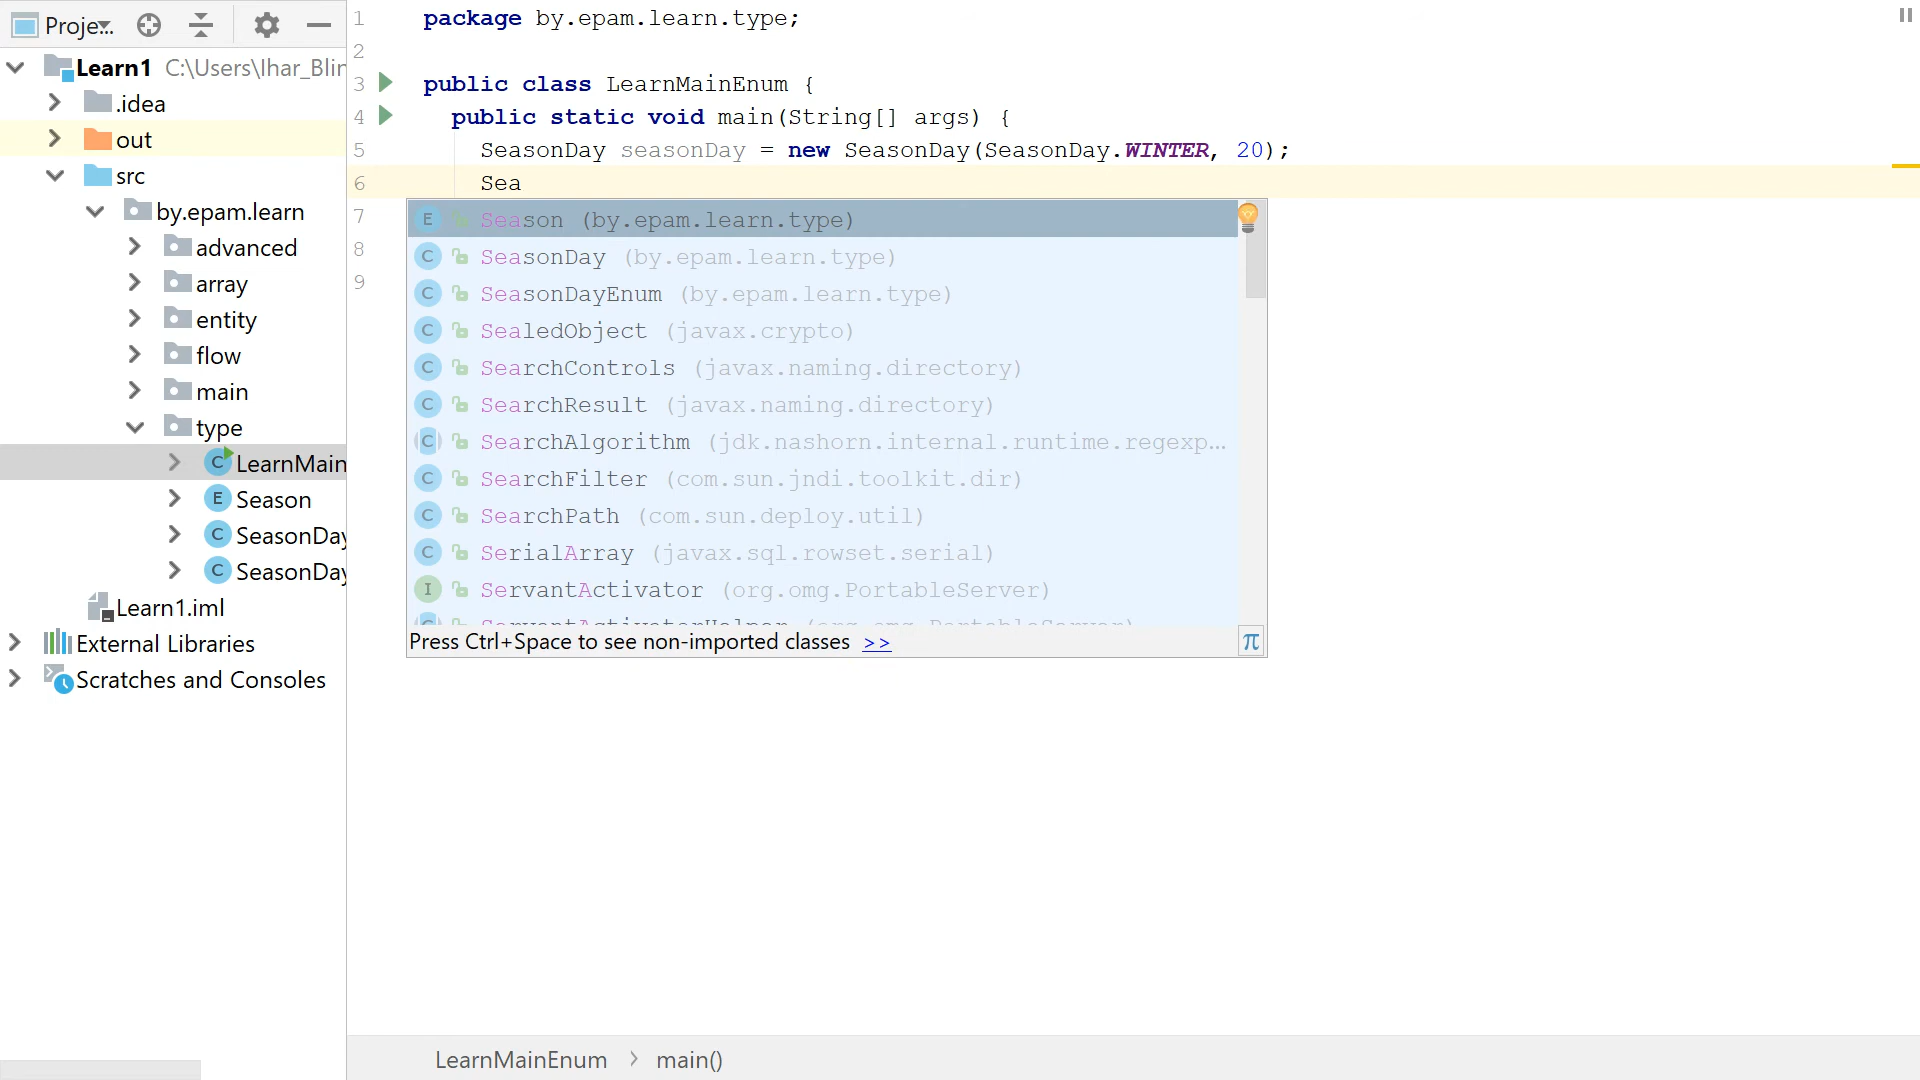 Proje...
Learn1 C:\Users\Ihar_Blin
.idea
out
src
by.epam.learn
advanced
array
entity
flow
main
type
LearnMain
Season
SeasonDay
SeasonDay
Learn1.iml
External Libraries
Scratches and Consoles
1 package by.epam.learn.type;
2
3 public class LearnMainEnum {
4 public static void main(String[] args) {
5 SeasonDay seasonDay = new SeasonDay(SeasonDay.WINTER, 20);
6 Sea
7
8
9
E Season (by.epam.learn.type)
C SeasonDay (by.epam.learn.type)
C SeasonDayEnum (by.epam.learn.type)
C SealedObject (javax.crypto)
C SearchControls (javax.naming.directory)
C SearchResult (javax.naming.directory)
C SearchAlgorithm (jdk.nashorn.internal.runtime.regexp...
C SearchFilter (com.sun.jndi.toolkit.dir)
C SearchPath (com.sun.deploy.util)
C SerialArray (javax.sql.rowset.serial)
I ServantActivator (org.omg.PortableServer)
C ServantActivatorHelper (org.omg.PortableServer)
Press Ctrl+Space to see non-imported classes >> π
LearnMainEnum > main()